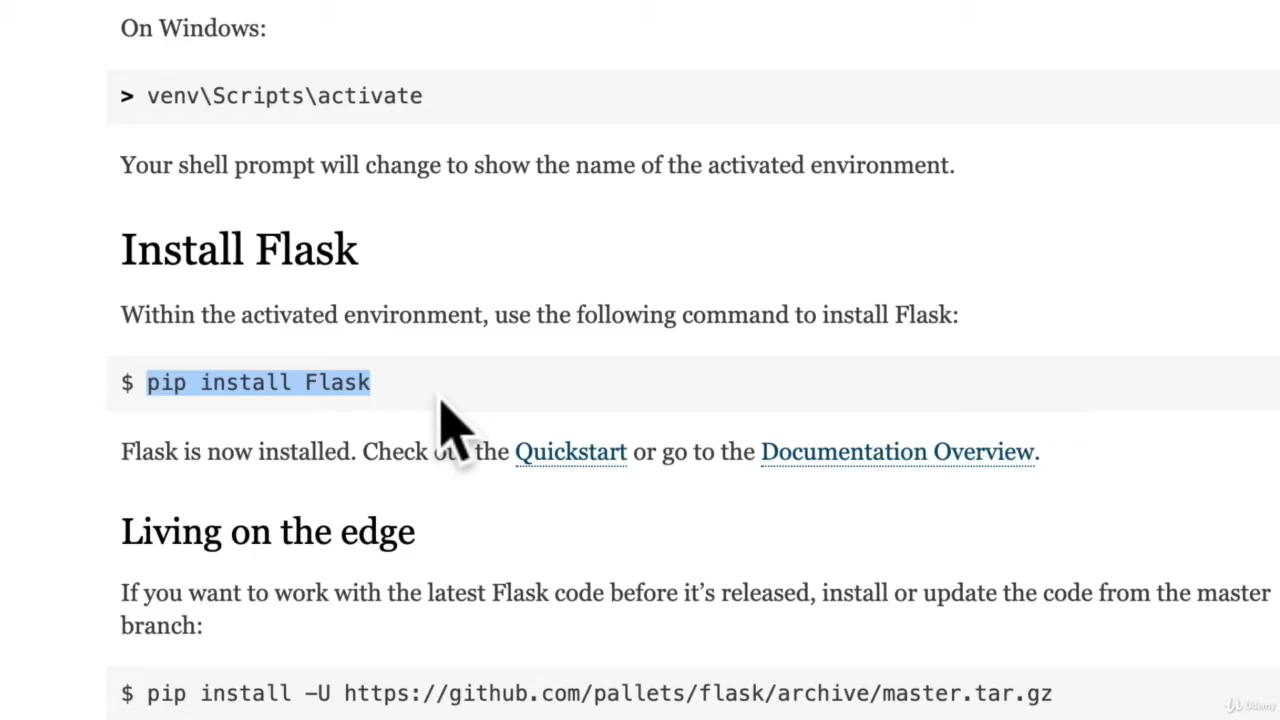 On Windows:
> venv\Scripts\activate
Your shell prompt will change to show the name of the activated environment.
Install Flask
Within the activated environment, use the following command to install Flask:
$ pip install Flask
Flask is now installed. Check out the Quickstart or go to the Documentation Overview.
Living on the edge
If you want to work with the latest Flask code before it’s released, install or update the code from the master
branch:
$ pip install -U https://github.com/pallets/flask/archive/master.tar.gz
Udemy